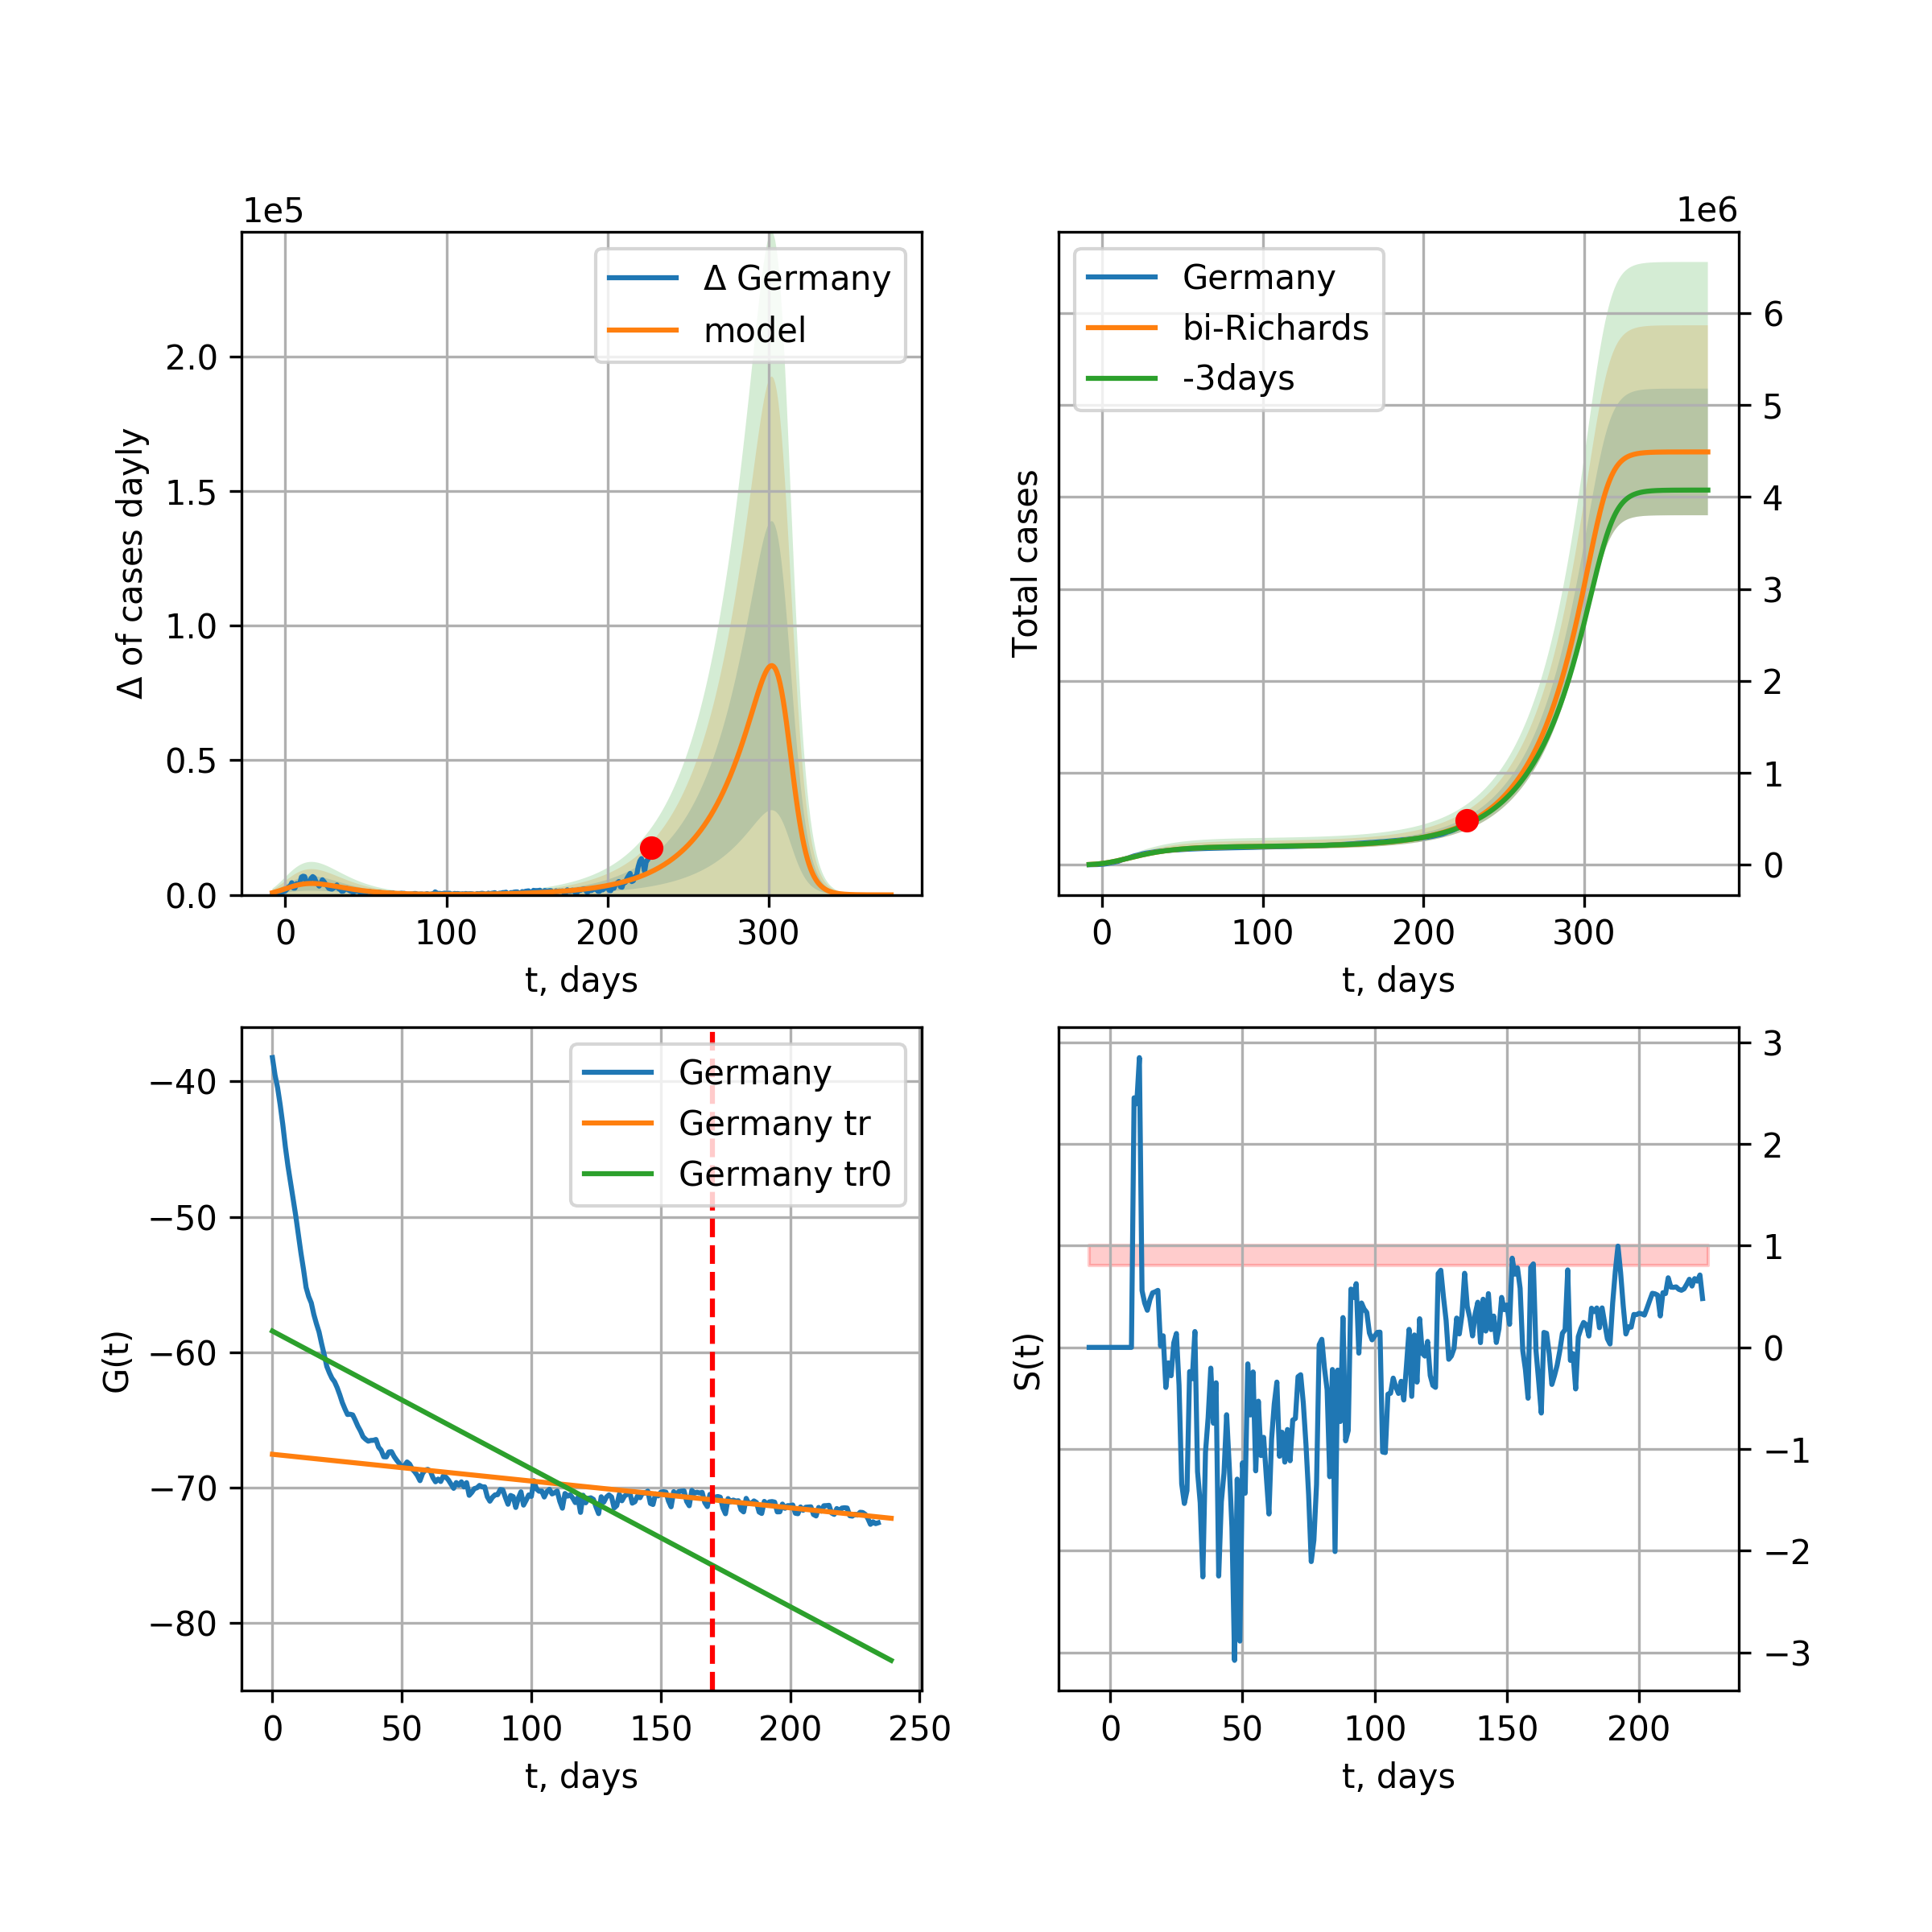 1e5
Δ Germany
model
Δ of cases dayly
2.0
1.5
1.0
0.5
0.0
0 100 200 300
t, days
1e6
Germany
bi-Richards
-3days
Total cases
6
5
4
3
2
1
0
0 100 200 300
t, days
Germany
Germany tr
Germany tr0
G(t)
−40
−50
−60
−70
−80
0 50 100 150 200 250
t, days
S(t)
3
2
1
0
−1
−2
−3
0 50 100 150 200
t, days